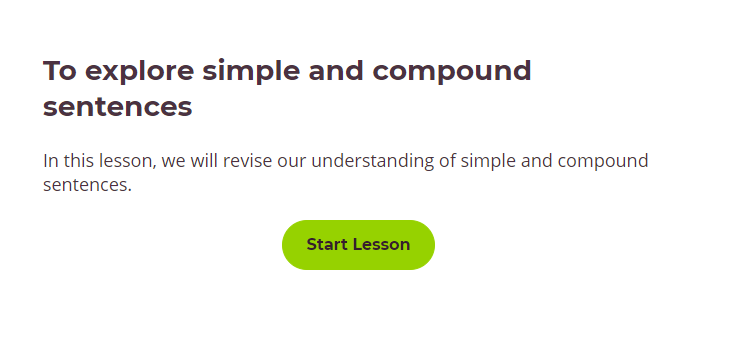 To explore simple and compound
sentences
In this lesson, we will revise our understanding of simple and compound
sentences.
Start Lesson